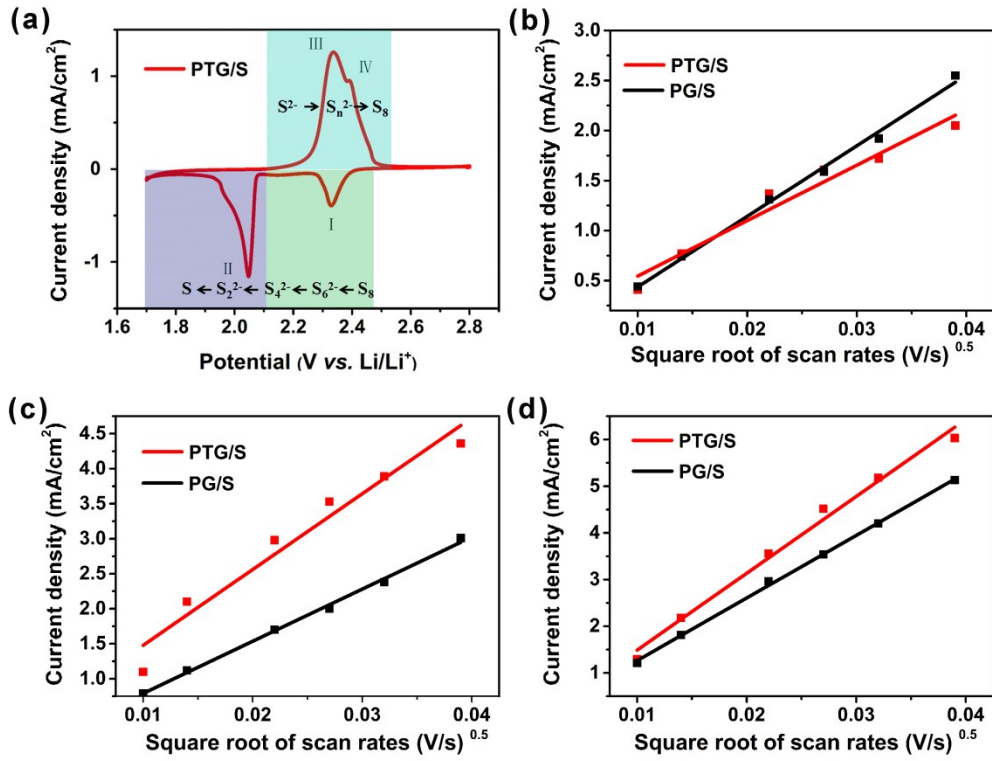 (a)
Current density (mA/cm²)
1
0
-1
PTG/S
III
IV
S²⁻ → Sₙ²⁻ → S₈
I
II
S ← S₂²⁻ ← S₄²⁻ ← S₆²⁻ ← S₈
1.6 1.8 2.0 2.2 2.4 2.6 2.8
Potential (V vs. Li/Li⁺)
(b)
Current density (mA/cm²)
3.0
2.5
2.0
1.5
1.0
0.5
PTG/S
PG/S
0.01 0.02 0.03 0.04
Square root of scan rates (V/s) ⁰·⁵
(c)
Current density (mA/cm²)
4.5
4.0
3.5
3.0
2.5
2.0
1.5
1.0
PTG/S
PG/S
0.01 0.02 0.03 0.04
Square root of scan rates (V/s) ⁰·⁵
(d)
Current density (mA/cm²)
6
5
4
3
2
1
PTG/S
PG/S
0.01 0.02 0.03 0.04
Square root of scan rates (V/s) ⁰·⁵